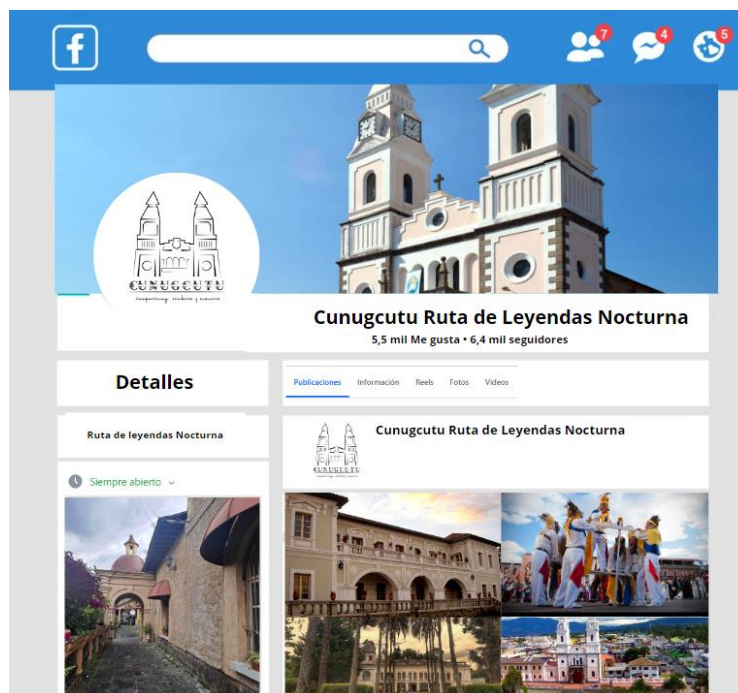 f
7
4
5
CUNUGCUTU
Cunugcutu Ruta de Leyendas Nocturna
5,5 mil Me gusta • 6,4 mil seguidores
Detalles
Publicaciones Información Reels Fotos Videos
Ruta de leyendas Nocturna
Cunugcutu Ruta de Leyendas Nocturna
CUNUGCUTU
Siempre abierto